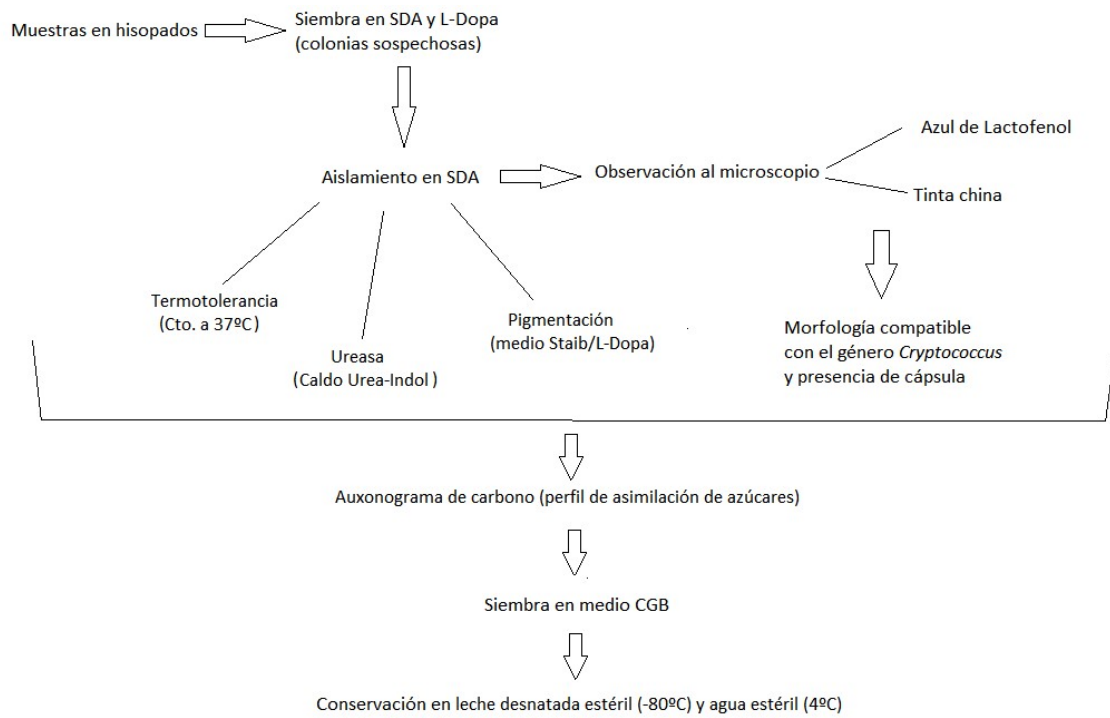 Muestras en hisopados
Siembra en SDA y L-Dopa
(colonias sospechosas)
Azul de Lactofenol
Aislamiento en SDA
Observación al microscopio
Tinta china
Termotolerancia
(Cto. a 37ºC)
Ureasa
(Caldo Urea-Indol )
Pigmentación
(medio Staib/L-Dopa)
Morfología compatible
con el género Cryptococcus
y presencia de cápsula
Auxonograma de carbono (perfil de asimilación de azúcares)
Siembra en medio CGB
Conservación en leche desnatada estéril (-80ºC) y agua estéril (4ºC)